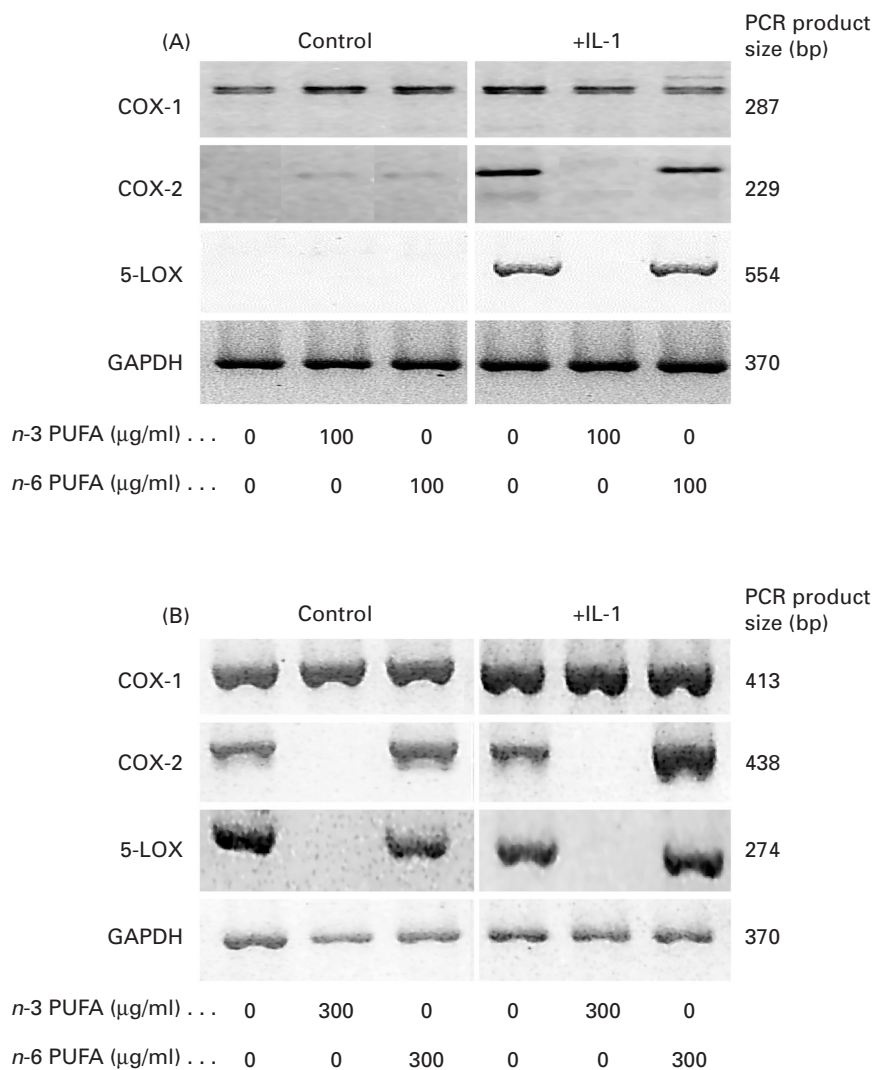 (A) Control +IL-1 PCR product
size (bp)
COX-1 287
COX-2 229
5-LOX 554
GAPDH 370
n-3 PUFA (μg/ml) . . . 0 100 0 0 100 0
n-6 PUFA (μg/ml) . . . 0 0 100 0 0 100
(B) Control +IL-1 PCR product
size (bp)
COX-1 413
COX-2 438
5-LOX 274
GAPDH 370
n-3 PUFA (μg/ml) . . . 0 300 0 0 300 0
n-6 PUFA (μg/ml) . . . 0 0 300 0 0 300